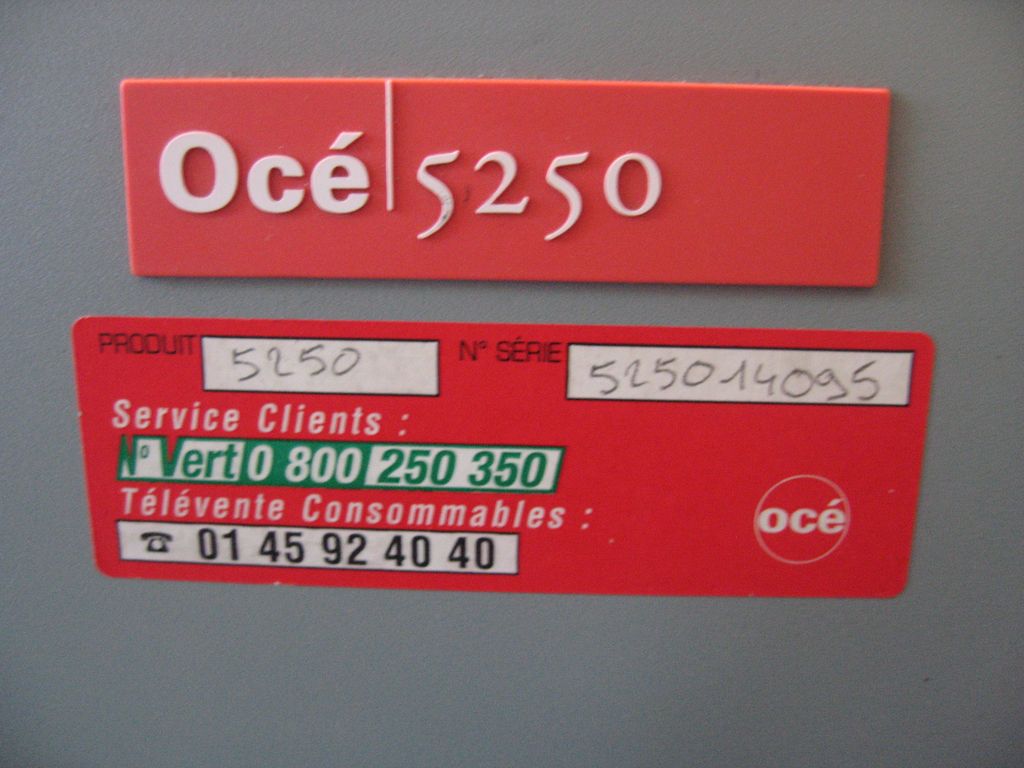 Océ 5250
PRODUIT 5250 N° SÉRIE 525014095
Service Clients :
N° Vert 0 800 250 350
Télévente Consommables :
☎ 01 45 92 40 40
océ